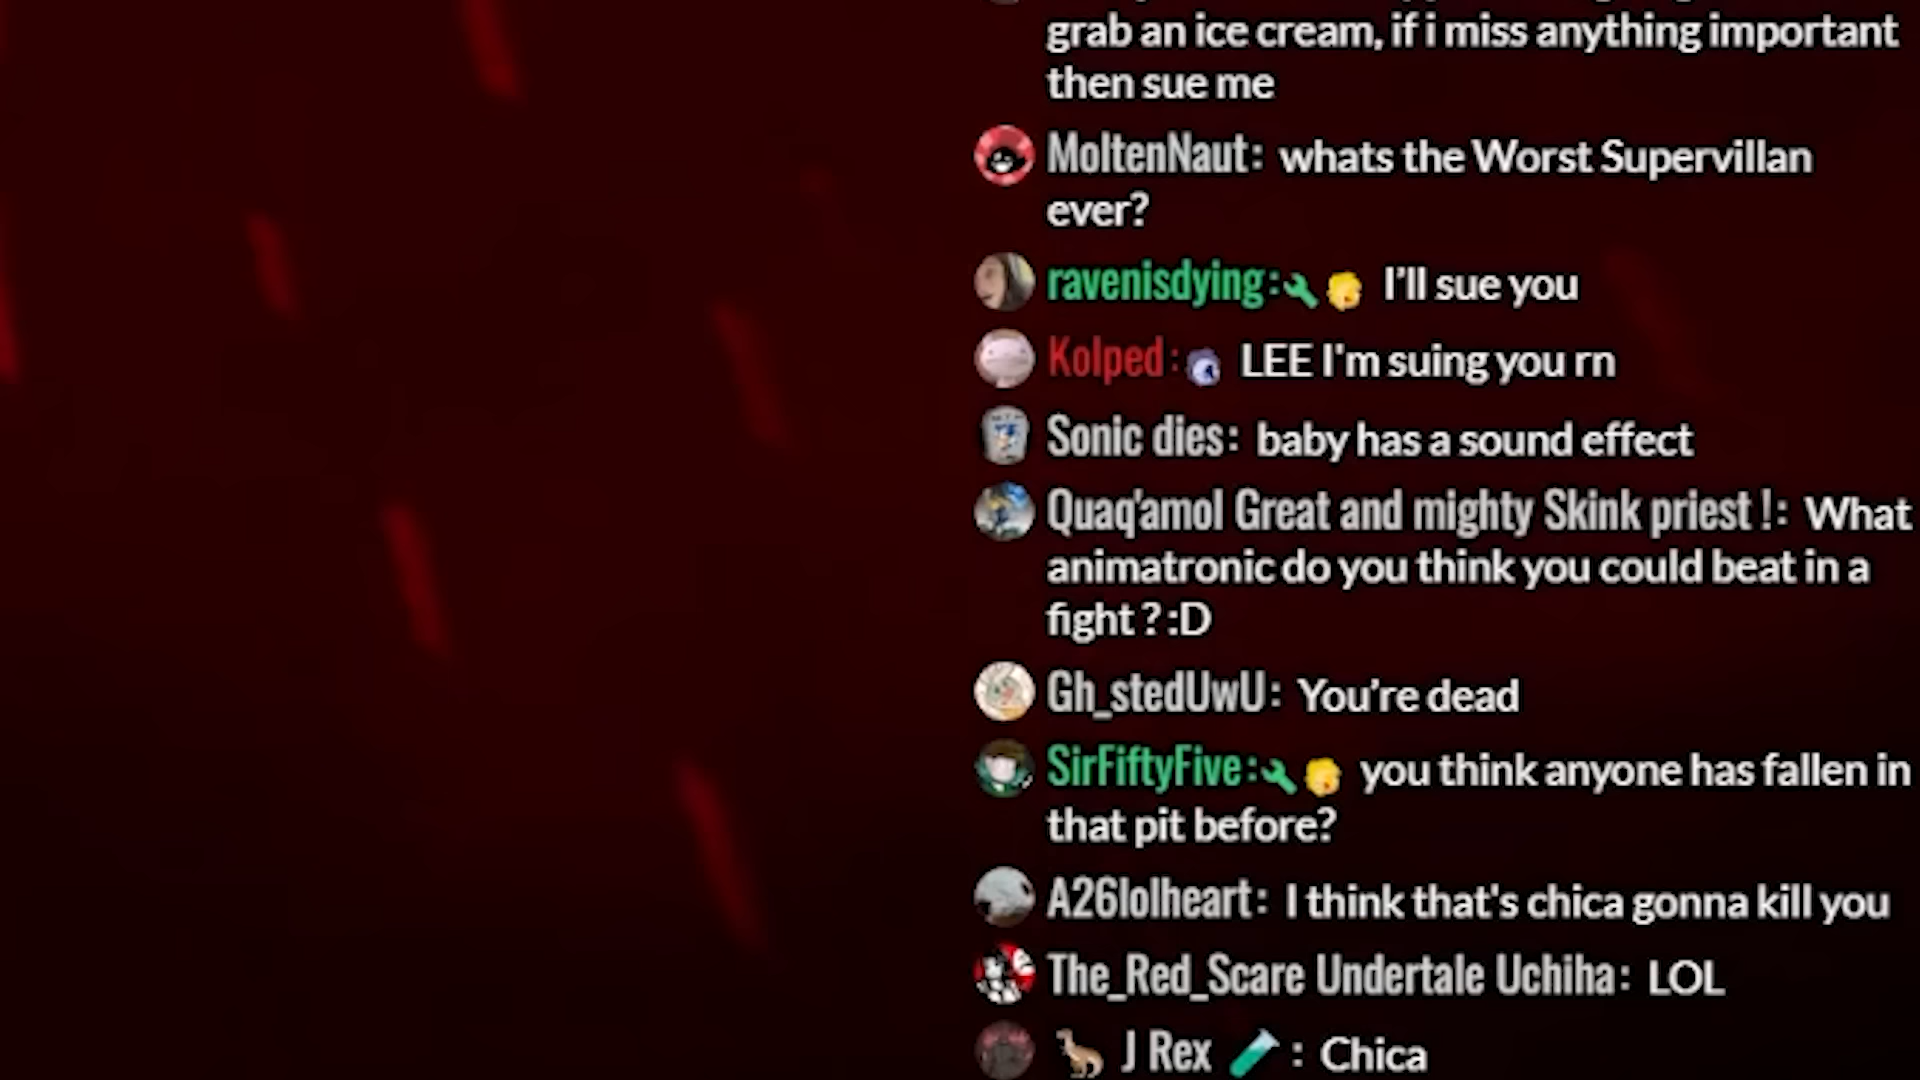 grab an ice cream, if i miss anything important
then sue me
MoltenNaut: whats the Worst Supervillan
ever?
ravenisdying: I’ll sue you
Kolped: LEE I'm suing you rn
Sonic dies: baby has a sound effect
Quaq'amol Great and mighty Skink priest !: What
animatronic do you think you could beat in a
fight ? :D
Gh_stedUwU: You’re dead
SirFiftyFive: you think anyone has fallen in
that pit before?
A26lolheart: I think that's chica gonna kill you
The_Red_Scare Undertale Uchiha: LOL
🦖 J Rex 🧪 : Chica